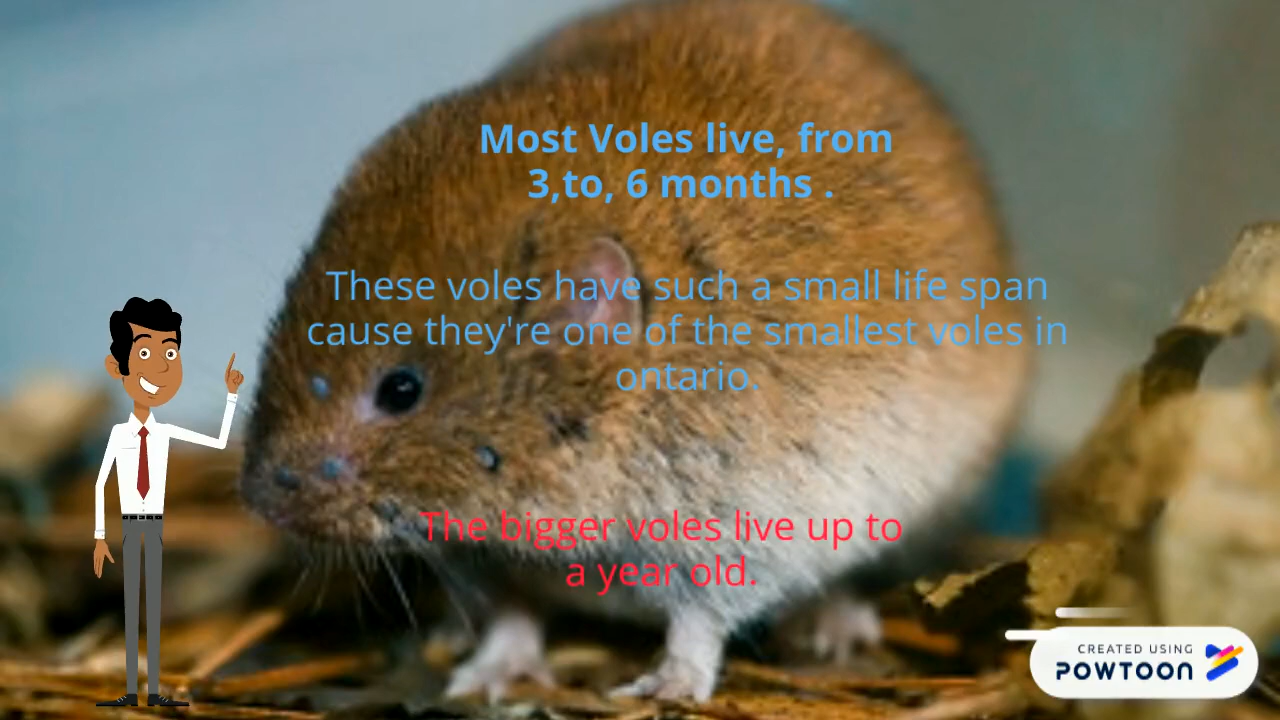 Most Voles live, from
3,to, 6 months .
These voles have such a small life span
cause they're one of the smallest voles in
ontario.
The bigger voles live up to
a year old.
CREATED USING
POWTOON